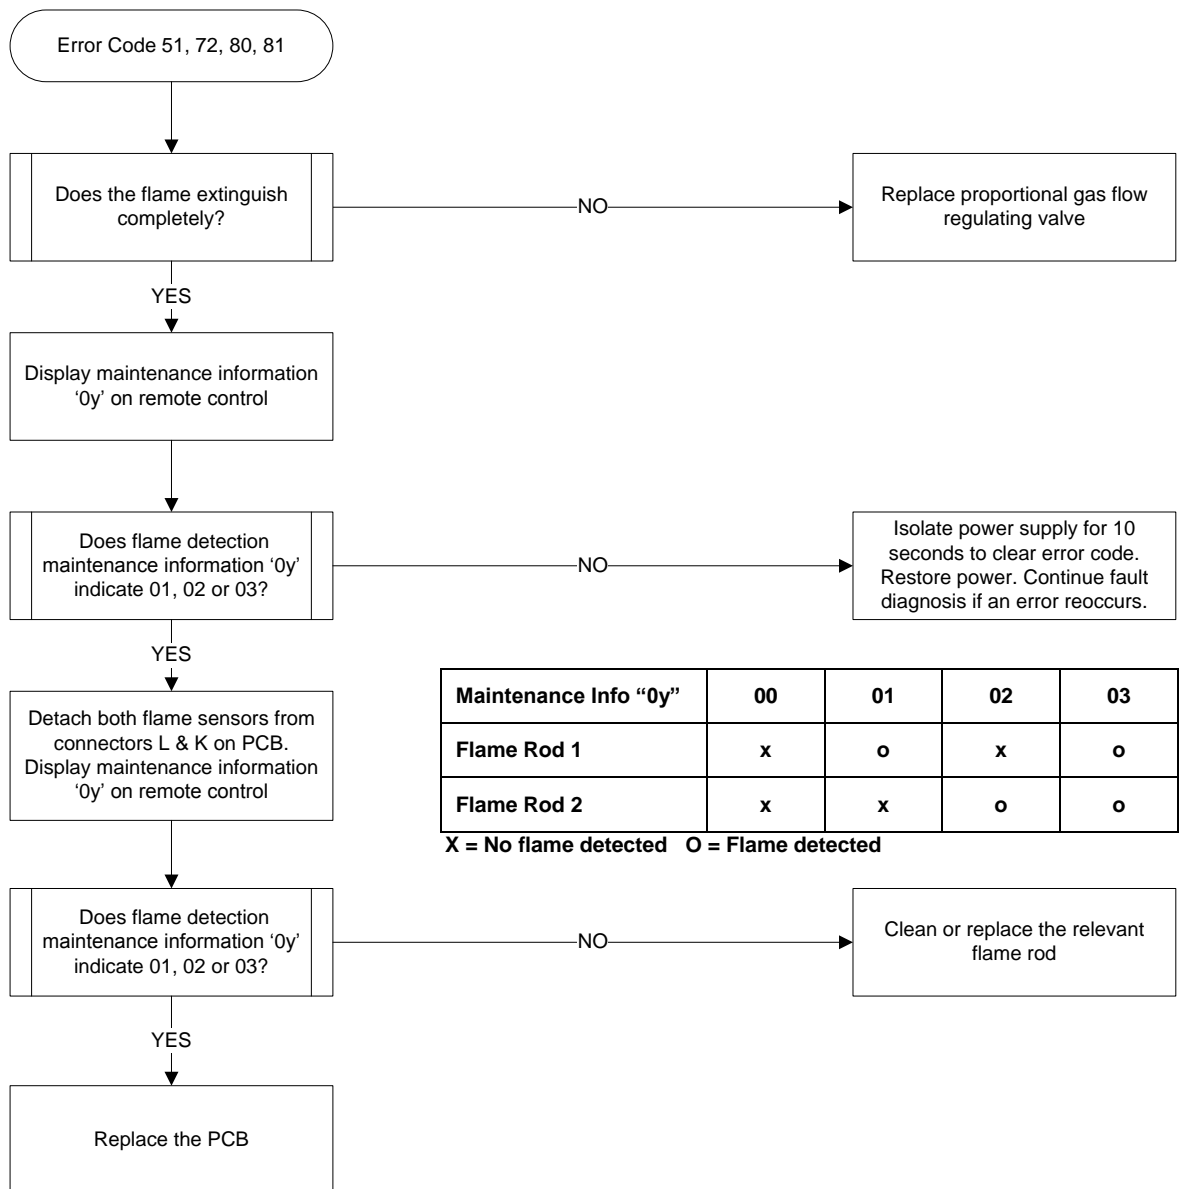 Error Code 51, 72, 80, 81
Does the flame extinguish
completely?
NO
Replace proportional gas flow
regulating valve
YES
Display maintenance information
‘0y’ on remote control
Does flame detection
maintenance information ‘0y’
indicate 01, 02 or 03?
NO
Isolate power supply for 10
seconds to clear error code.
Restore power. Continue fault
diagnosis if an error reoccurs.
YES
Detach both flame sensors from
connectors L & K on PCB.
Display maintenance information
‘0y’ on remote control
Maintenance Info “0y” 00 01 02 03
Flame Rod 1 x o x o
Flame Rod 2 x x o o
X = No flame detected O = Flame detected
Does flame detection
maintenance information ‘0y’
indicate 01, 02 or 03?
NO
Clean or replace the relevant
flame rod
YES
Replace the PCB